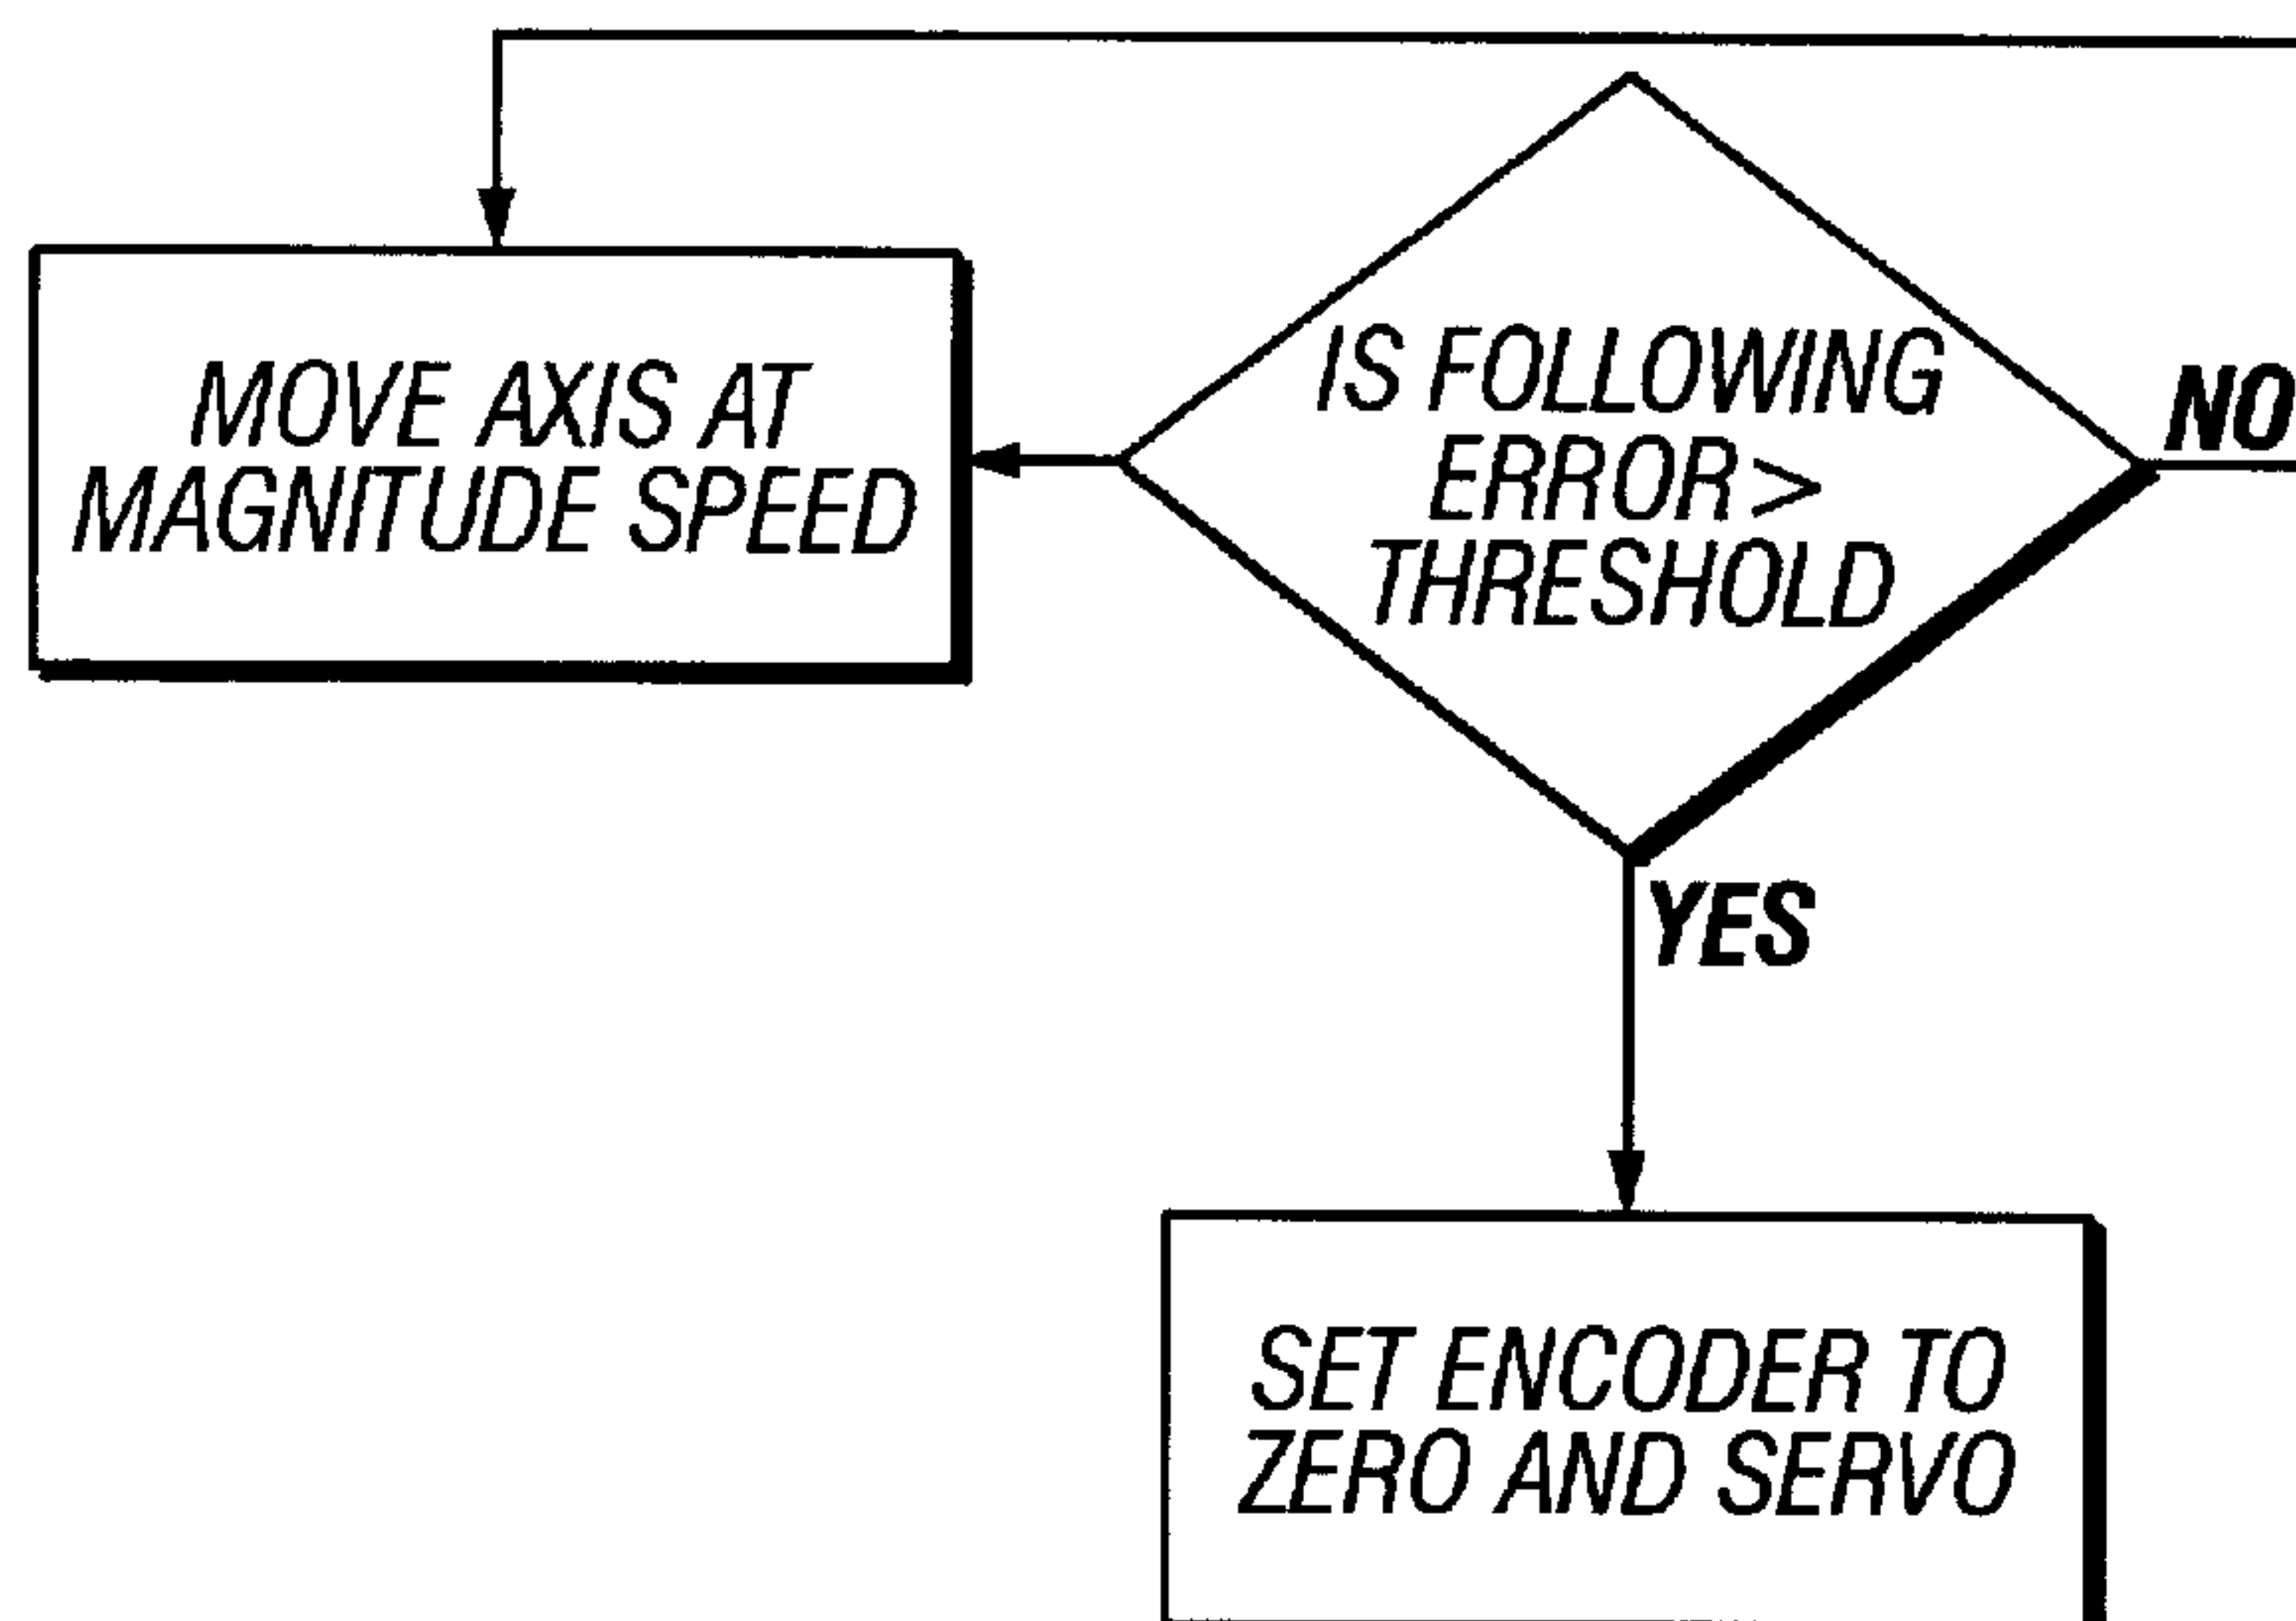 MOVE AXIS AT
MAGNITUDE SPEED
IS FOLLOWING
ERROR >
THRESHOLD
NO
YES
SET ENCODER TO
ZERO AND SERVO